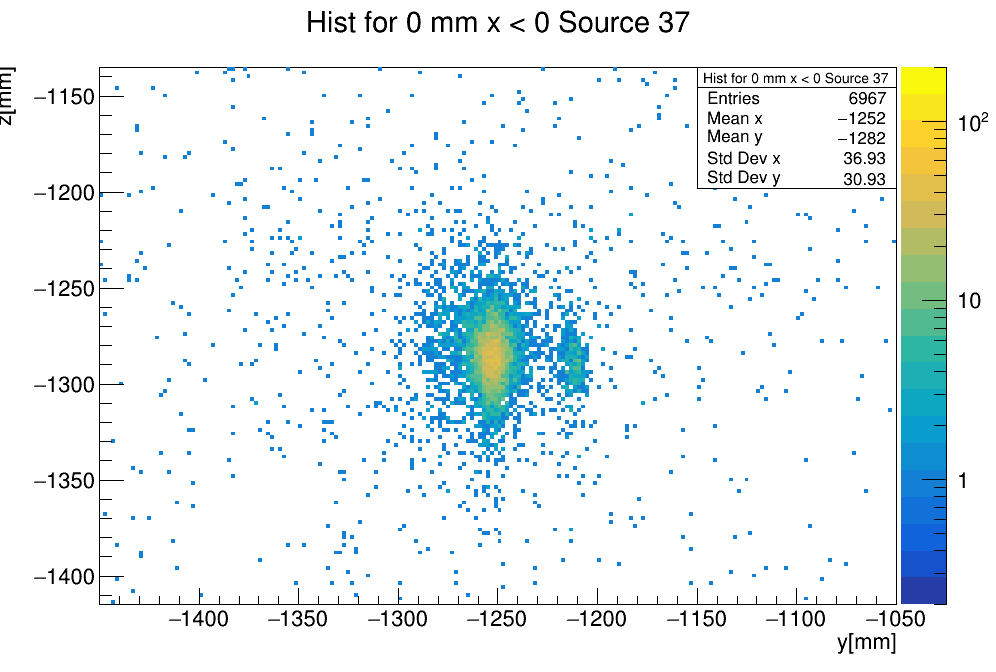 Hist for 0 mm x < 0 Source 37
z[mm]
−1150
−1200
−1250
−1300
−1350
−1400
Hist for 0 mm x < 0 Source 37
Entries 6967
Mean x −1252
Mean y −1282
Std Dev x 36.93
Std Dev y 30.93
10²
10
1
−1400 −1350 −1300 −1250 −1200 −1150 −1100 −1050
y[mm]